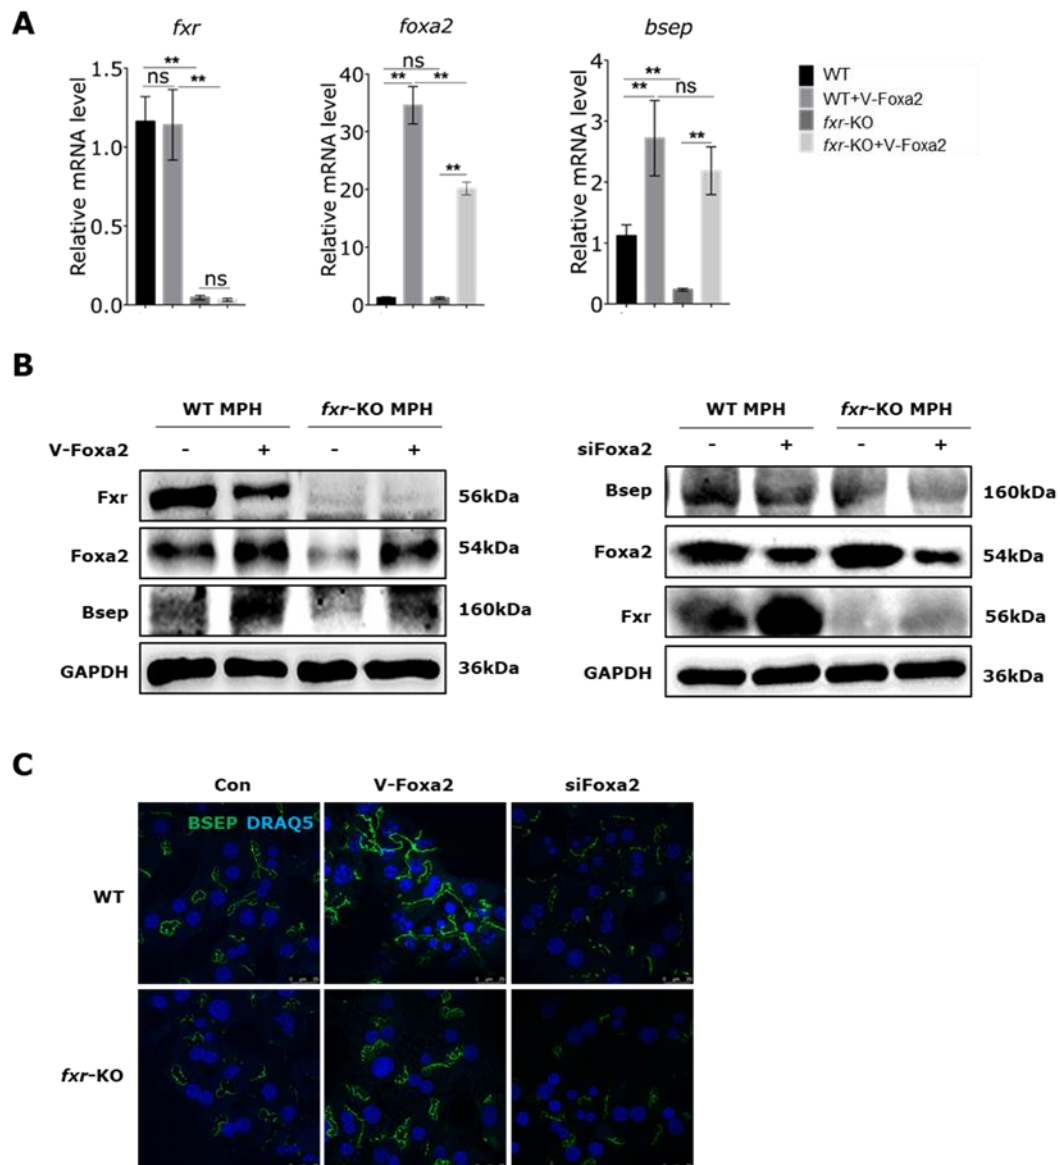 A
fxr
foxa2
bsep
Relative mRNA level
1.5
1.0
0.5
0.0
**
ns
**
ns
Relative mRNA level
40
30
20
10
0
ns
**
**
**
Relative mRNA level
4
3
2
1
0
**
**
ns
**
WT
WT+V-Foxa2
fxr-KO
fxr-KO+V-Foxa2
B
WT MPH
fxr-KO MPH
V-Foxa2 - + - +
Fxr 56kDa
Foxa2 54kDa
Bsep 160kDa
GAPDH 36kDa
WT MPH
fxr-KO MPH
siFoxa2 - + - +
Bsep 160kDa
Foxa2 54kDa
Fxr 56kDa
GAPDH 36kDa
C
Con
V-Foxa2
siFoxa2
BSEP DRAQ5
WT
fxr-KO